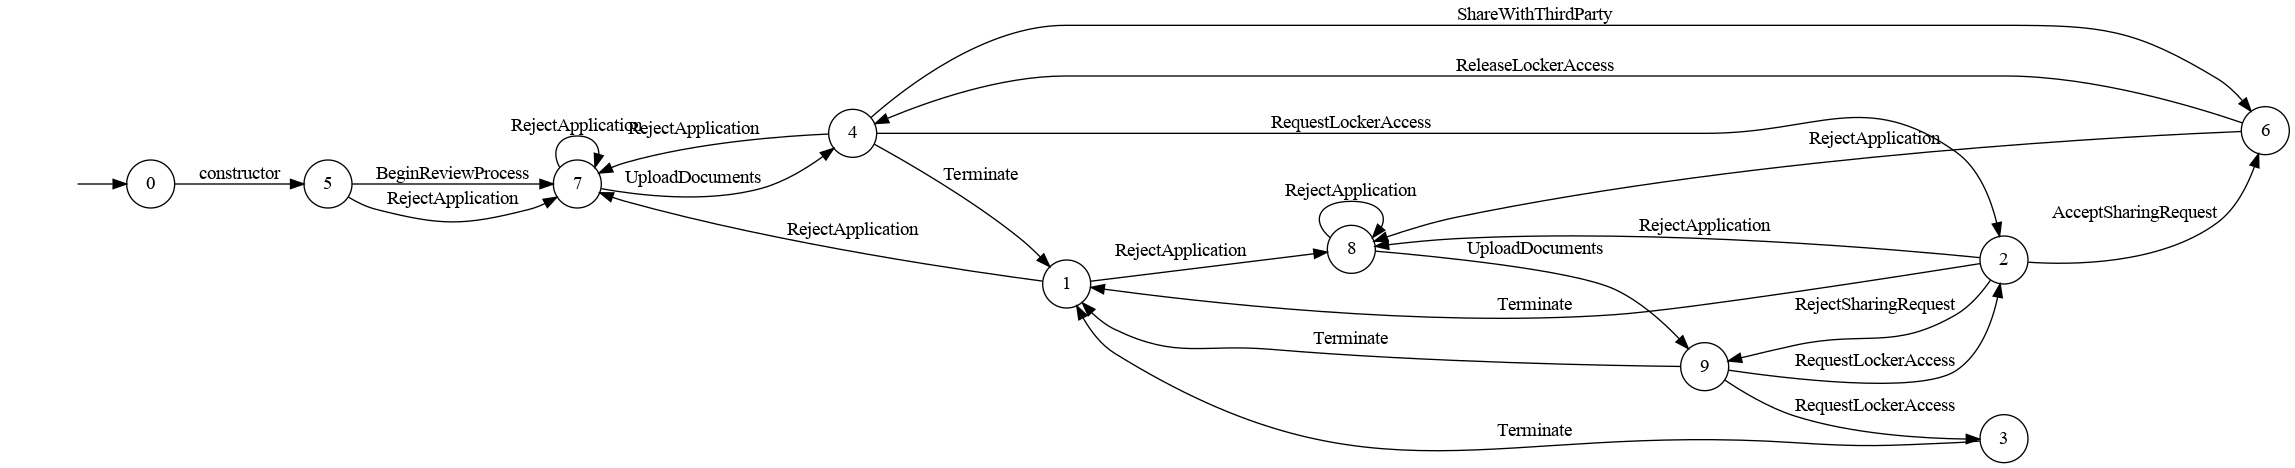 ShareWithThirdParty
ReleaseLockerAccess
RequestLockerAccess
RejectApplication
RejectApplication
RejectApplication
4
6
constructor
BeginReviewProcess
UploadDocuments
Terminate
0
5
7
RejectApplication
RejectApplication
RejectApplication
RejectApplication
AcceptSharingRequest
RejectApplication
UploadDocuments
8
2
1
Terminate
RejectSharingRequest
Terminate
RequestLockerAccess
9
RequestLockerAccess
Terminate
3